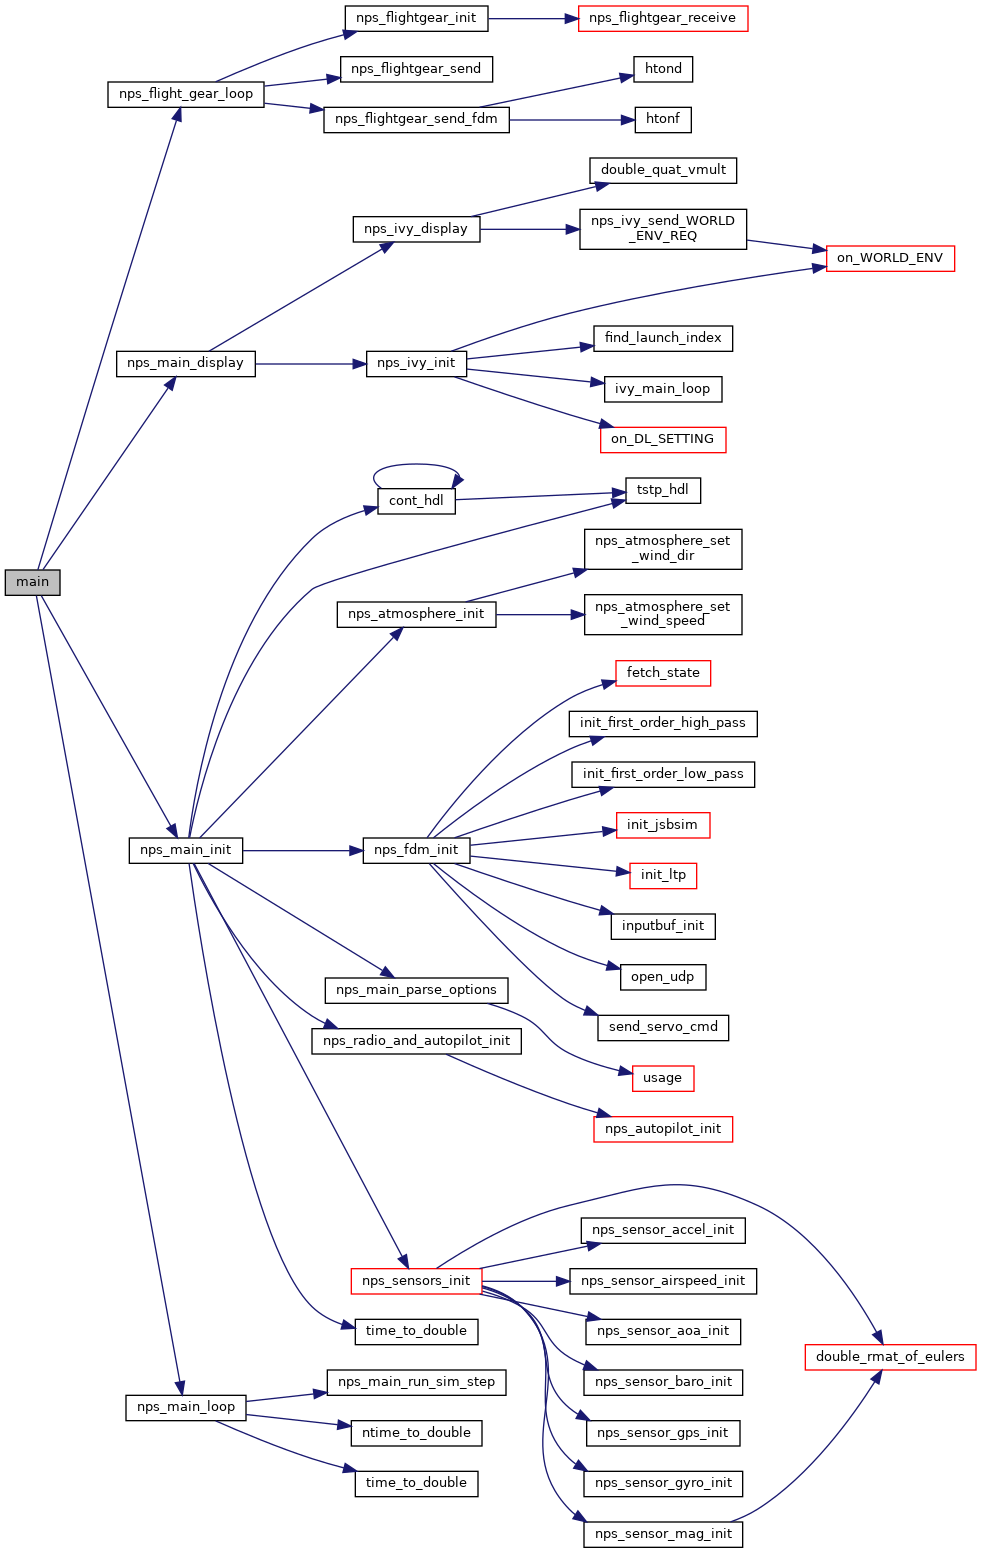 nps_flightgear_init
nps_flightgear_receive
nps_flightgear_send
htond
nps_flight_gear_loop
nps_flightgear_send_fdm
htonf
double_quat_vmult
nps_ivy_display
nps_ivy_send_WORLD
_ENV_REQ
on_WORLD_ENV
find_launch_index
nps_main_display
nps_ivy_init
ivy_main_loop
on_DL_SETTING
cont_hdl
tstp_hdl
nps_atmosphere_set
_wind_dir
main
nps_atmosphere_init
nps_atmosphere_set
_wind_speed
fetch_state
init_first_order_high_pass
init_first_order_low_pass
init_jsbsim
nps_main_init
nps_fdm_init
init_ltp
inputbuf_init
open_udp
nps_main_parse_options
send_servo_cmd
nps_radio_and_autopilot_init
usage
nps_autopilot_init
nps_sensor_accel_init
nps_sensors_init
nps_sensor_airspeed_init
time_to_double
nps_sensor_aoa_init
double_rmat_of_eulers
nps_main_run_sim_step
nps_sensor_baro_init
nps_main_loop
ntime_to_double
nps_sensor_gps_init
time_to_double
nps_sensor_gyro_init
nps_sensor_mag_init